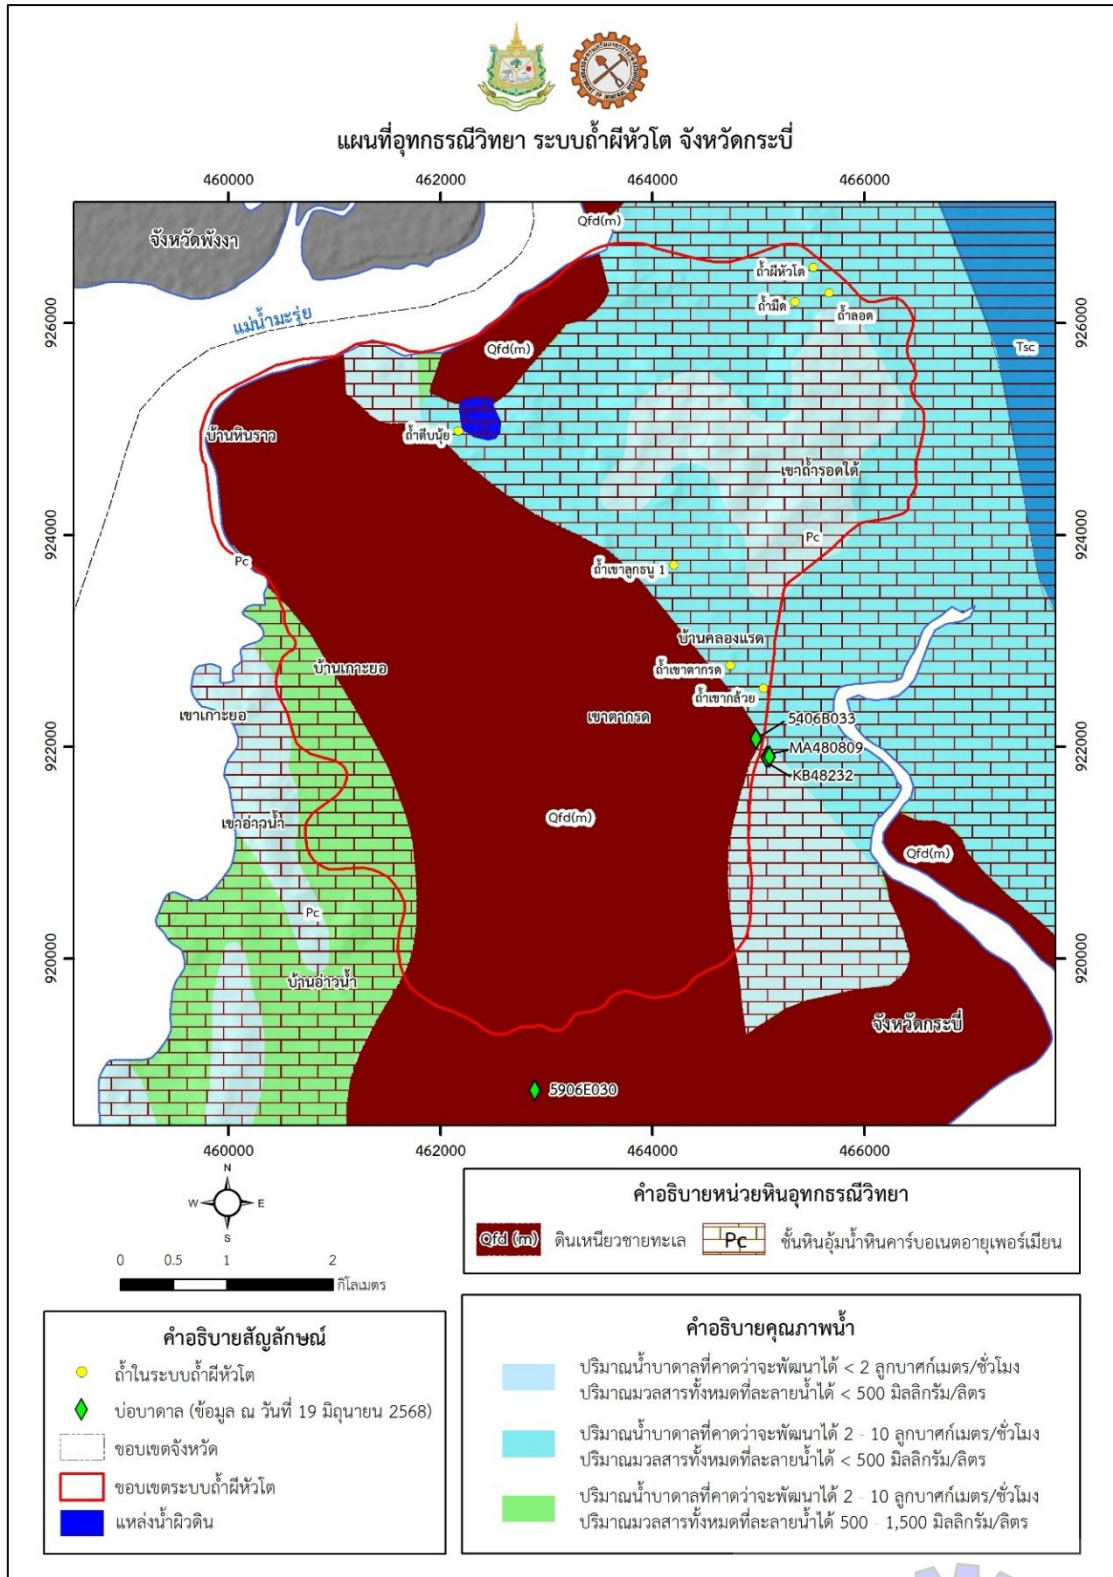 แผนที่อุทกธรณีวิทยา ระบบถ้ำผีหัวโต จังหวัดกระบี่
460000 462000 464000 466000
Qfd(m)
จังหวัดพังงา
ถ้ำผีหัวโต
ถ้ำมืด
ถ้ำลอด
926000 926000
แม่น้ำมะรุ่ย
Tsc
Qfd(m)
บ้านหินราว
ถ้ำตีบนุ้ย
เขาถ้ำรอดใต้
924000 924000
Pc
Pc
ถ้ำเขาลูกธนู 1
บ้านคลองแรด
บ้านเกาะยอ
ถ้ำเขาตากรด
ถ้ำเขากล้วย
เขาเกาะยอ
เขาตากรด
5406B033
922000 922000
MA480809
KB48232
เขาอ่าวน้ำ
Qfd(m)
Qfd(m)
Pc
920000 920000
บ้านอ่าวน้ำ
จังหวัดกระบี่
5906E030
460000 462000 464000 466000
N
W E
S
0 0.5 1 2
กิโลเมตร
คำอธิบายหน่วยหินอุทกธรณีวิทยา
Qfd (m) ดินเหนียวชายทะเล
Pc ชั้นหินอุ้มน้ำหินคาร์บอเนตอายุเพอร์เมียน
คำอธิบายสัญลักษณ์
ถ้ำในระบบถ้ำผีหัวโต
บ่อบาดาล (ข้อมูล ณ วันที่ 19 มิถุนายน 2568)
ขอบเขตจังหวัด
ขอบเขตระบบถ้ำผีหัวโต
แหล่งน้ำผิวดิน
คำอธิบายคุณภาพน้ำ
ปริมาณน้ำบาดาลที่คาดว่าจะพัฒนาได้ < 2 ลูกบาศก์เมตร/ชั่วโมง
ปริมาณมวลสารทั้งหมดที่ละลายน้ำได้ < 500 มิลลิกรัม/ลิตร
ปริมาณน้ำบาดาลที่คาดว่าจะพัฒนาได้ 2 - 10 ลูกบาศก์เมตร/ชั่วโมง
ปริมาณมวลสารทั้งหมดที่ละลายน้ำได้ < 500 มิลลิกรัม/ลิตร
ปริมาณน้ำบาดาลที่คาดว่าจะพัฒนาได้ 2 - 10 ลูกบาศก์เมตร/ชั่วโมง
ปริมาณมวลสารทั้งหมดที่ละลายน้ำได้ 500 - 1,500 มิลลิกรัม/ลิตร